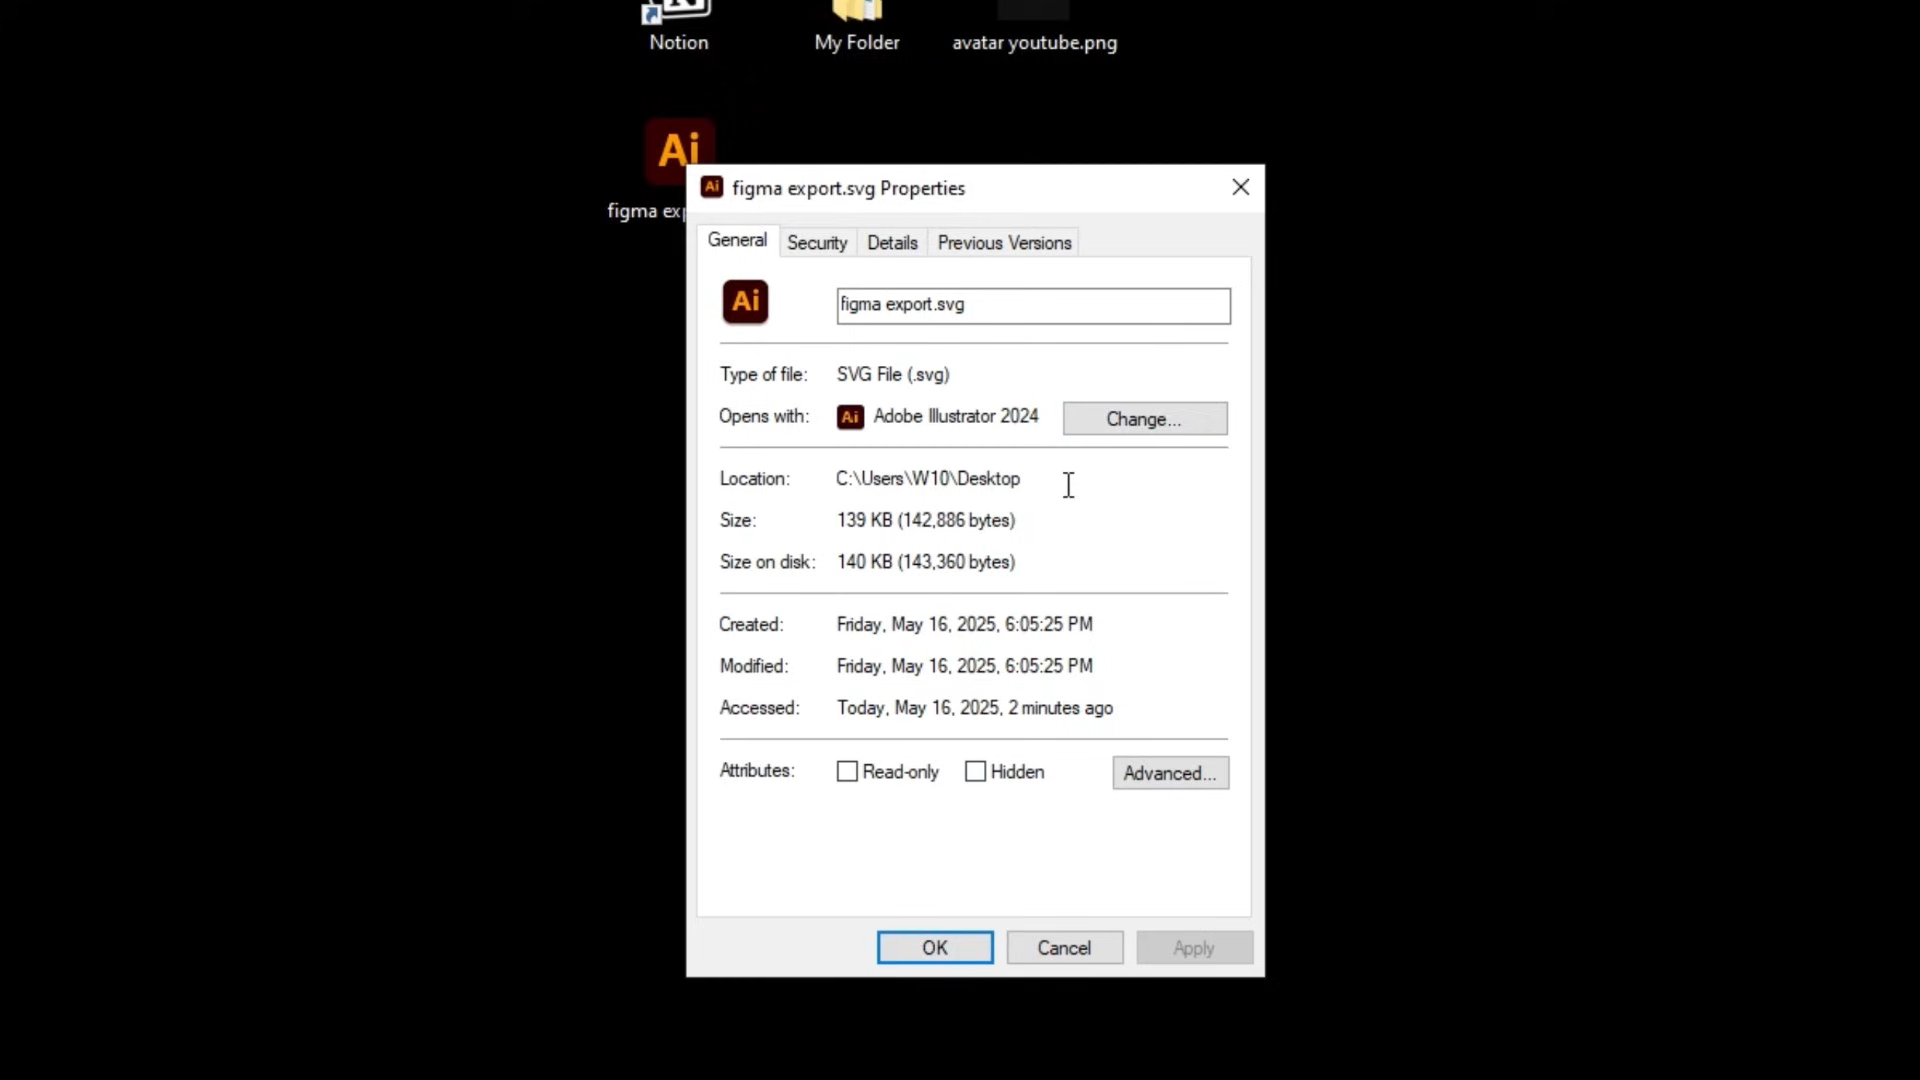 Notion
My Folder
avatar youtube.png
Ai
figma exp
Ai figma export.svg Properties
General
Security
Details
Previous Versions
Ai
figma export.svg
Type of file: SVG File (.svg)
Opens with: Ai Adobe Illustrator 2024 Change...
Location: C:\Users\W10\Desktop
Size: 139 KB (142,886 bytes)
Size on disk: 140 KB (143,360 bytes)
Created: Friday, May 16, 2025, 6:05:25 PM
Modified: Friday, May 16, 2025, 6:05:25 PM
Accessed: Today, May 16, 2025, 2 minutes ago
Attributes: Read-only Hidden Advanced...
OK
Cancel
Apply